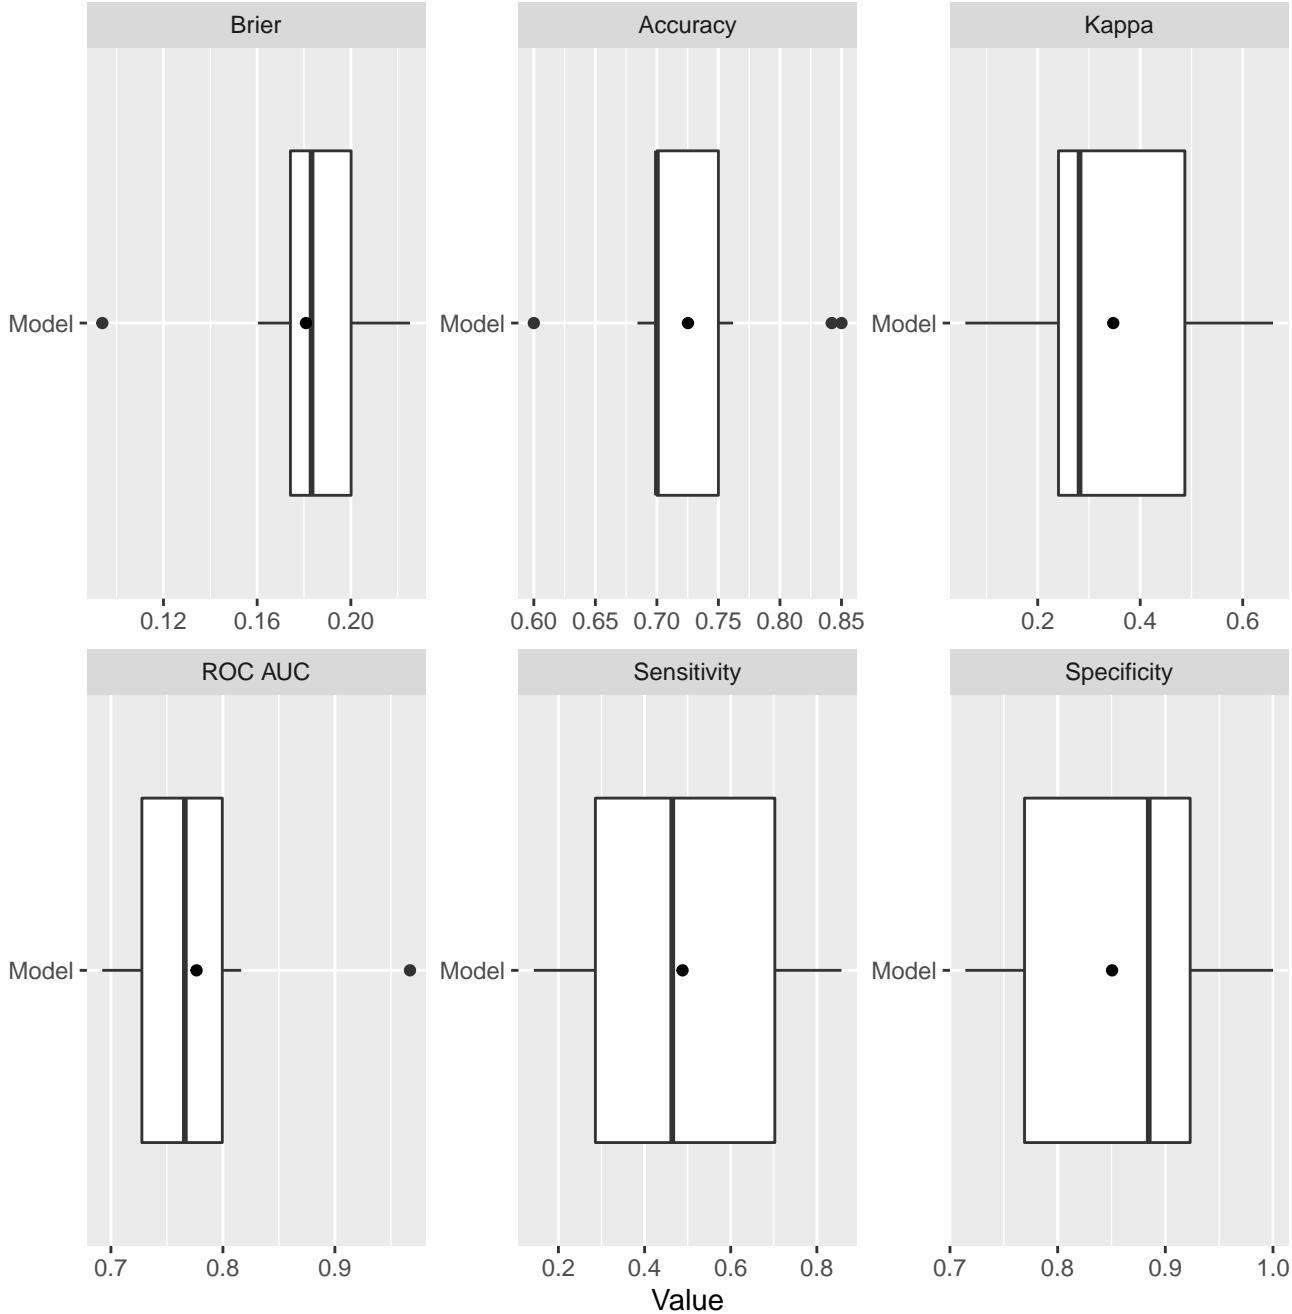 Brier Accuracy Kappa
Model Model Model
0.12 0.16 0.20 0.60 0.65 0.70 0.75 0.80 0.85 0.2 0.4 0.6
ROC AUC Sensitivity Specificity
Model Model Model
0.7 0.8 0.9 0.2 0.4 0.6 0.8 0.7 0.8 0.9 1.0
Value